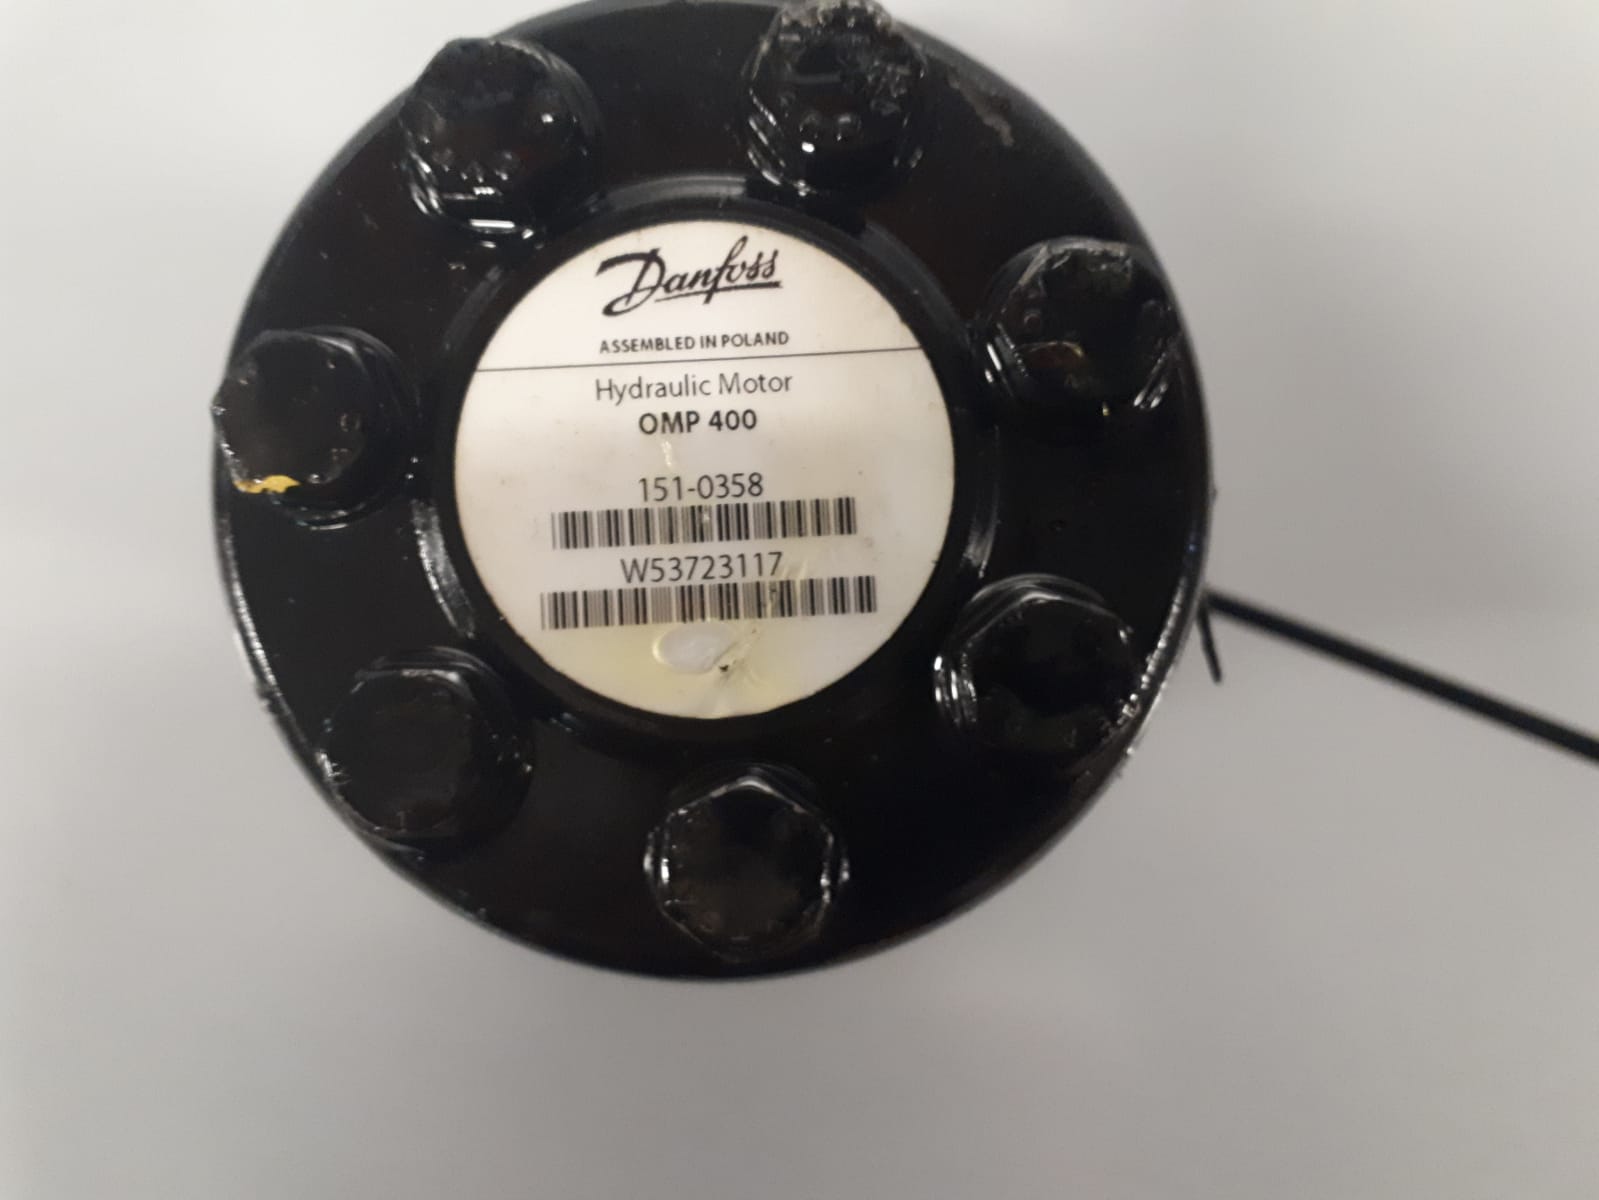 Danfoss
ASSEMBLED IN POLAND
Hydraulic Motor
OMP 400
151-0358
W53723117